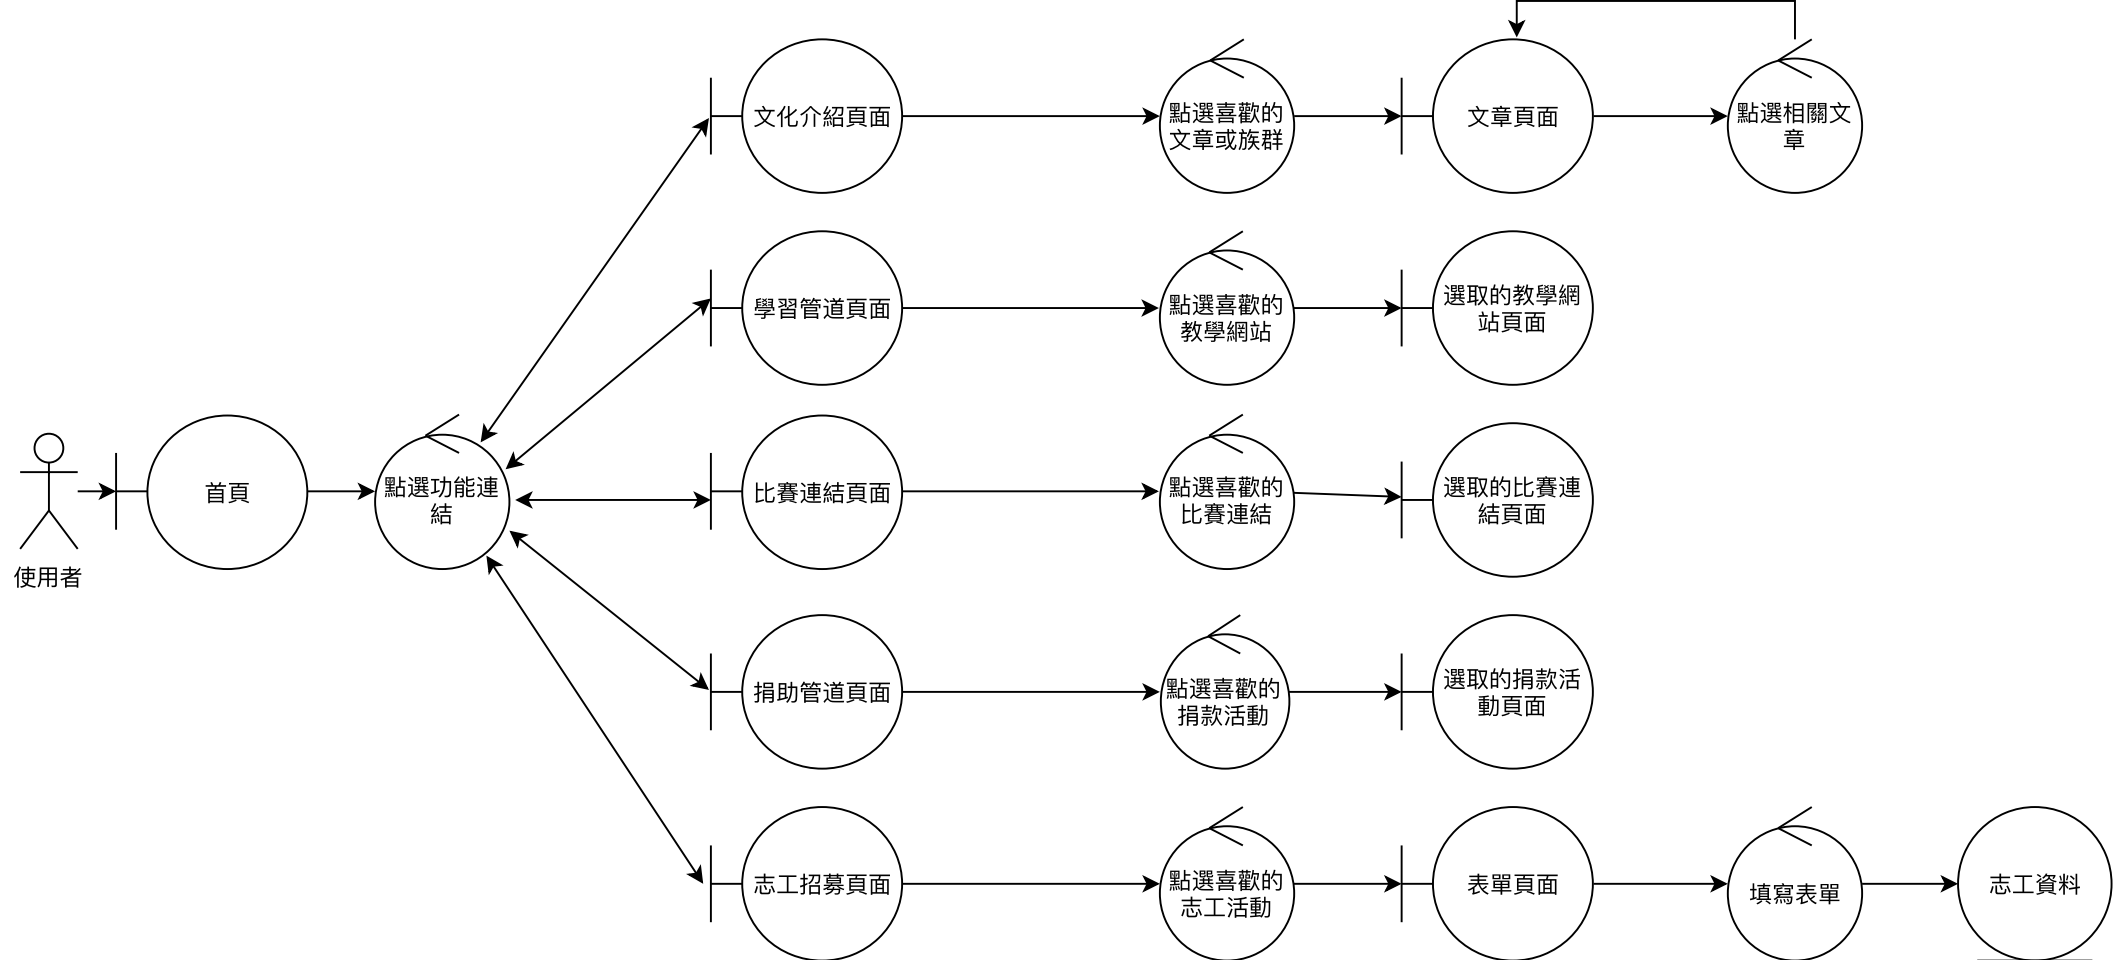 文化介紹頁面
點選喜歡的
文章或族群
文章頁面
點選相關文
章
學習管道頁面
點選喜歡的
教學網站
選取的教學網
站頁面
使用者
首頁
點選功能連
結
比賽連結頁面
點選喜歡的
比賽連結
選取的比賽連
結頁面
捐助管道頁面
點選喜歡的
捐款活動
選取的捐款活
動頁面
志工招募頁面
點選喜歡的
志工活動
表單頁面
填寫表單
志工資料